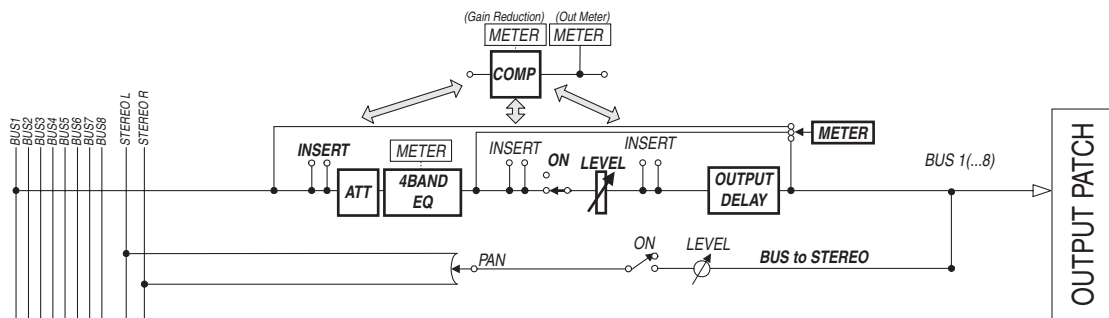 (Gain Reduction) (Out Meter)
METER METER
COMP
BUS1
BUS2
BUS3
BUS4
BUS5
BUS6
BUS7
BUS8
STEREO L
STEREO R
INSERT
METER
INSERT
ON
LEVEL
INSERT
METER
ATT
4BAND
EQ
OUTPUT
DELAY
BUS 1(...8)
PAN
ON
LEVEL
BUS to STEREO
OUTPUT PATCH